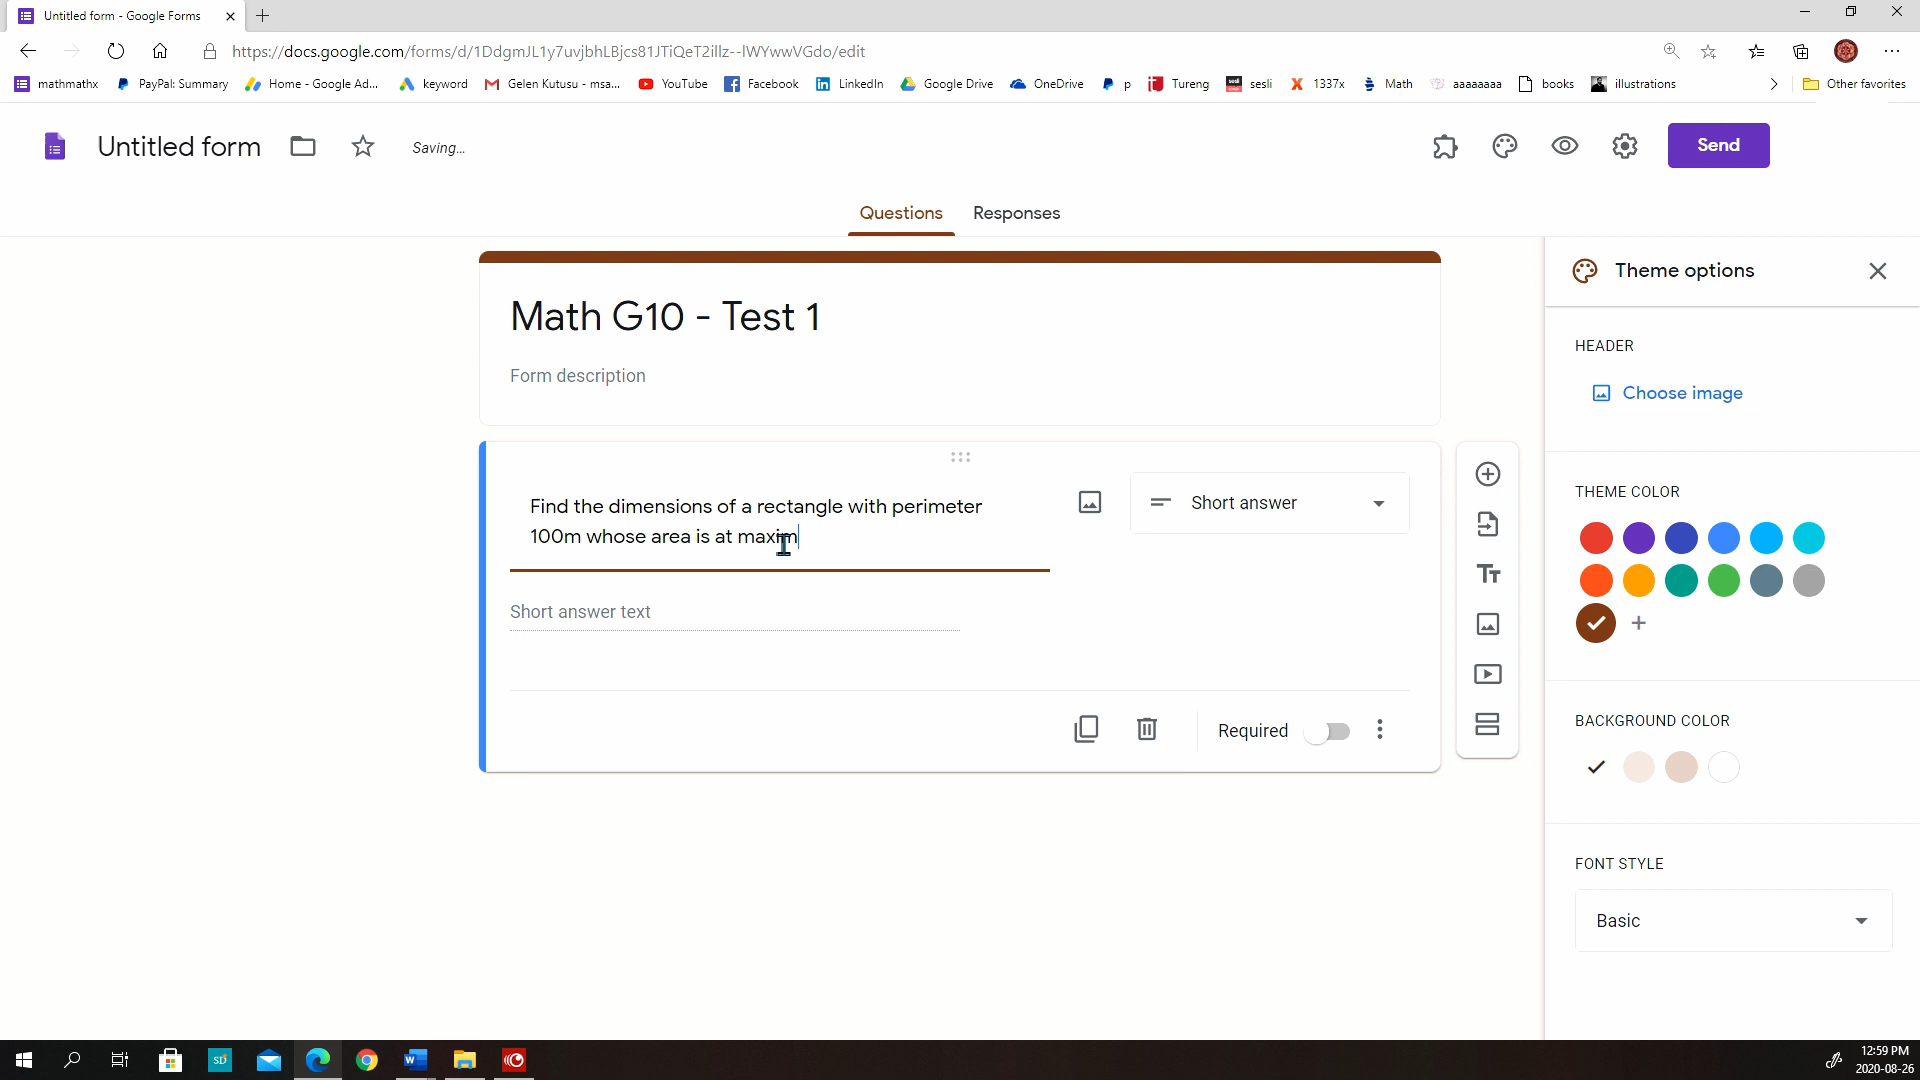 Untitled form - Google Forms
https://docs.google.com/forms/d/1DdgmJL1y7uvjbhLBjcs81JTiQeT2illz--lWYwwVGdo/edit
mathmathx PayPal: Summary Home - Google Ad... keyword Gelen Kutusu - msa... YouTube Facebook LinkedIn Google Drive OneDrive p Tureng sesli 1337x Math aaaaaaaa books illustrations Other favorites
Untitled form Saving... Send
Questions Responses
Math G10 - Test 1
Form description
Find the dimensions of a rectangle with perimeter
100m whose area is at maxim
Short answer
Short answer text
Required
Theme options
HEADER
Choose image
THEME COLOR
BACKGROUND COLOR
FONT STYLE
Basic
12:59 PM
2020-08-26